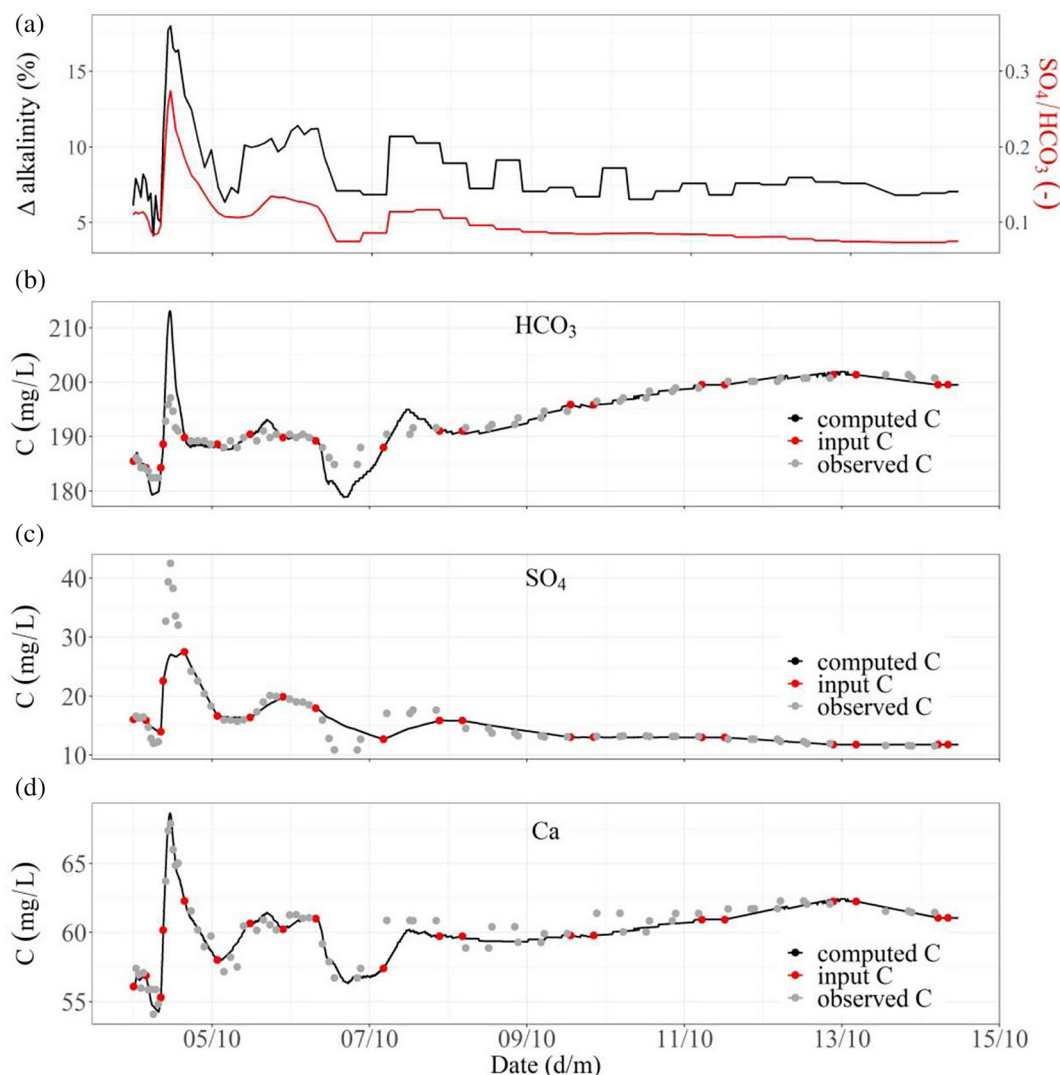 (a)
Δ alkalinity (%)
15
10
5
0.3
0.2
0.1
SO₄/HCO₃ (-)
(b)
HCO₃
C (mg/L)
210
200
190
180
computed C
input C
observed C
(c)
SO₄
C (mg/L)
40
30
20
10
computed C
input C
observed C
(d)
Ca
C (mg/L)
65
60
55
computed C
input C
observed C
05/10 07/10 09/10 11/10 13/10 15/10
Date (d/m)